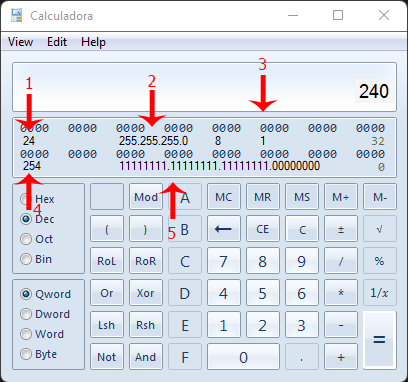 Calculadora
View Edit Help
240
1 2 3
0000 0000 0000 0000 0000 0000 0000 0000
24 255.255.255.0 8 1 32
0000 0000 0000 0000 0000 0000 0000 0000
254 11111111.11111111.11111111.00000000 0
4 5
Hex
Dec
Oct
Bin
Qword
Dword
Word
Byte
Mod A MC MR MS M+ M-
( ) B ← CE C ± √
RoL RoR C 7 8 9 / %
Or Xor D 4 5 6 * 1/x
Lsh Rsh E 1 2 3 - =
Not And F 0 . +